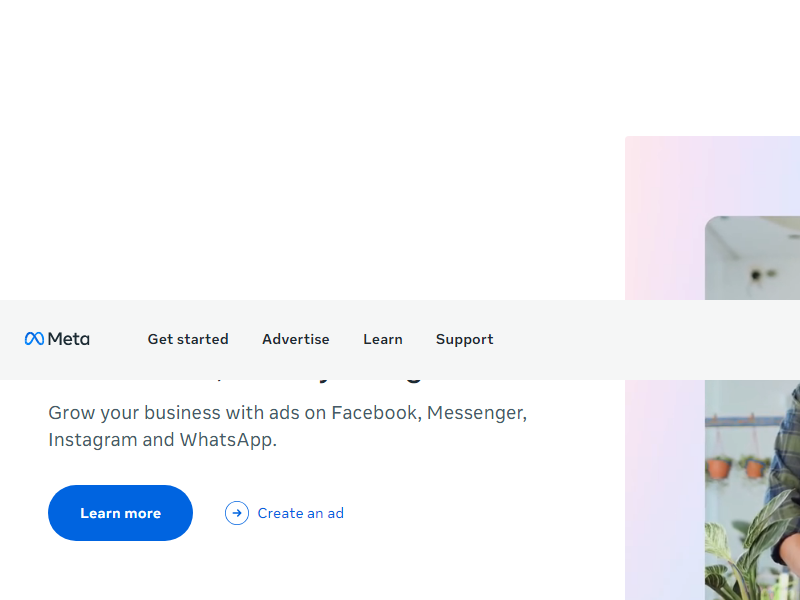 Meta
Get started
Advertise
Learn
Support
Grow your business with ads on Facebook, Messenger,
Instagram and WhatsApp.
Learn more
Create an ad